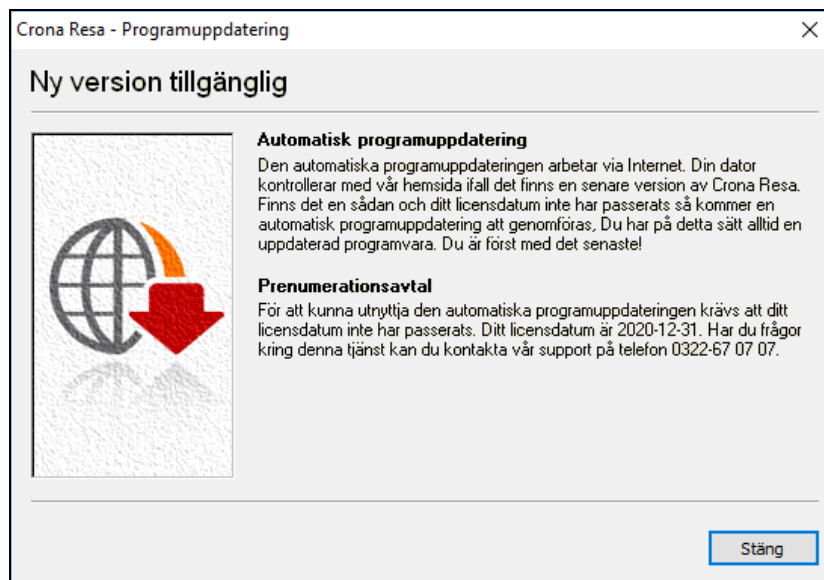 Crona Resa - Programuppdatering
Ny version tillgänglig
Automatisk programuppdatering
Den automatiska programuppdateringen arbetar via Internet. Din dator
kontrollerar med vår hemsida ifall det finns en senare version av Crona Resa.
Finns det en sådan och ditt licensdatum inte har passerats så kommer en
automatisk programuppdatering att genomföras, Du har på detta sätt alltid en
uppdaterad programvara. Du är först med det senaste!
Prenumerationsavtal
För att kunna utnyttja den automatiska programuppdateringen krävs att ditt
licensdatum inte har passerats. Ditt licensdatum är 2020-12-31. Har du frågor
kring denna tjänst kan du kontakta vår support på telefon 0322-67 07 07.
Stäng